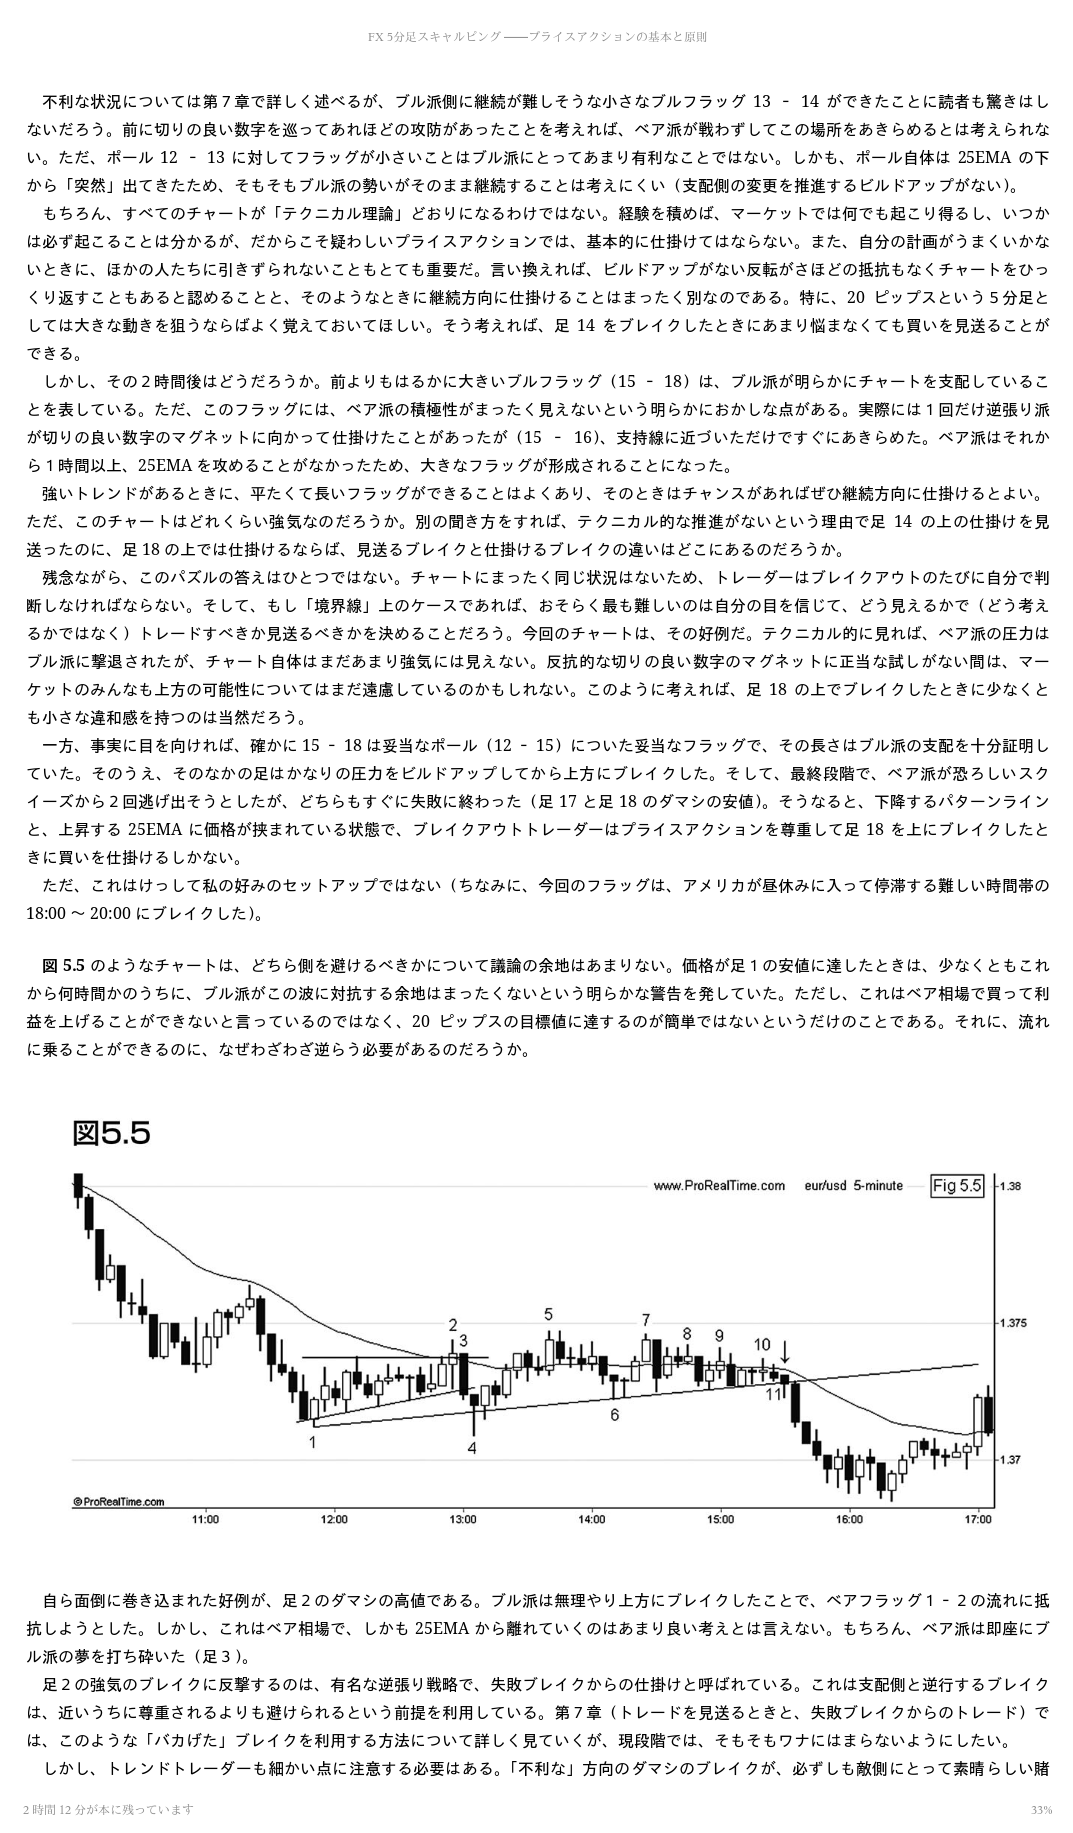 FX 5分足スキャルピング ――プライスアクションの基本と原則
不利な状況については第７章で詳しく述べるが、ブル派側に継続が難しそうな小さなブルフラッグ 13 － 14 ができたことに読者も驚きはし
ないだろう。前に切りの良い数字を巡ってあれほどの攻防があったことを考えれば、ベア派が戦わずしてこの場所をあきらめるとは考えられな
い。ただ、ポール 12 － 13 に対してフラッグが小さいことはブル派にとってあまり有利なことではない。しかも、ポール自体は 25EMA の下
から「突然」出てきたため、そもそもブル派の勢いがそのまま継続することは考えにくい（支配側の変更を推進するビルドアップがない）。
もちろん、すべてのチャートが「テクニカル理論」どおりになるわけではない。経験を積めば、マーケットでは何でも起こり得るし、いつか
は必ず起こることは分かるが、だからこそ疑わしいプライスアクションでは、基本的に仕掛けてはならない。また、自分の計画がうまくいかな
いときに、ほかの人たちに引きずられないこともとても重要だ。言い換えれば、ビルドアップがない反転がさほどの抵抗もなくチャートをひっ
くり返すこともあると認めることと、そのようなときに継続方向に仕掛けることはまったく別なのである。特に、20 ピップスという５分足と
しては大きな動きを狙うならばよく覚えておいてほしい。そう考えれば、足 14 をブレイクしたときにあまり悩まなくても買いを見送ることが
できる。
しかし、その２時間後はどうだろうか。前よりもはるかに大きいブルフラッグ（15 － 18）は、ブル派が明らかにチャートを支配しているこ
とを表している。ただ、このフラッグには、ベア派の積極性がまったく見えないという明らかにおかしな点がある。実際には１回だけ逆張り派
が切りの良い数字のマグネットに向かって仕掛けたことがあったが（15 － 16）、支持線に近づいただけですぐにあきらめた。ベア派はそれか
ら１時間以上、25EMA を攻めることがなかったため、大きなフラッグが形成されることになった。
強いトレンドがあるときに、平たくて長いフラッグができることはよくあり、そのときはチャンスがあればぜひ継続方向に仕掛けるとよい。
ただ、このチャートはどれくらい強気なのだろうか。別の聞き方をすれば、テクニカル的な推進がないという理由で足 14 の上の仕掛けを見
送ったのに、足 18 の上では仕掛けるならば、見送るブレイクと仕掛けるブレイクの違いはどこにあるのだろうか。
残念ながら、このパズルの答えはひとつではない。チャートにまったく同じ状況はないため、トレーダーはブレイクアウトのたびに自分で判
断しなければならない。そして、もし「境界線」上のケースであれば、おそらく最も難しいのは自分の目を信じて、どう見えるかで（どう考え
るかではなく）トレードすべきか見送るべきかを決めることだろう。今回のチャートは、その好例だ。テクニカル的に見れば、ベア派の圧力は
ブル派に撃退されたが、チャート自体はまだあまり強気には見えない。反抗的な切りの良い数字のマグネットに正当な試しがない間は、マー
ケットのみんなも上方の可能性についてはまだ遠慮しているのかもしれない。このように考えれば、足 18 の上でブレイクしたときに少なくと
も小さな違和感を持つのは当然だろう。
一方、事実に目を向ければ、確かに 15 － 18 は妥当なポール（12 － 15）についた妥当なフラッグで、その長さはブル派の支配を十分証明し
ていた。そのうえ、そのなかの足はかなりの圧力をビルドアップしてから上方にブレイクした。そして、最終段階で、ベア派が恐ろしいスク
イーズから２回逃げ出そうとしたが、どちらもすぐに失敗に終わった（足 17 と足 18 のダマシの安値）。そうなると、下降するパターンライン
と、上昇する 25EMA に価格が挟まれている状態で、ブレイクアウトトレーダーはプライスアクションを尊重して足 18 を上にブレイクしたと
きに買いを仕掛けるしかない。
ただ、これはけっして私の好みのセットアップではない（ちなみに、今回のフラッグは、アメリカが昼休みに入って停滞する難しい時間帯の
18:00 ～ 20:00 にブレイクした）。
図 5.5 のようなチャートは、どちら側を避けるべきかについて議論の余地はあまりない。価格が足１の安値に達したときは、少なくともこれ
から何時間かのうちに、ブル派がこの波に対抗する余地はまったくないという明らかな警告を発していた。ただし、これはベア相場で買って利
益を上げることができないと言っているのではなく、20 ピップスの目標値に達するのが簡単ではないというだけのことである。それに、流れ
に乗ることができるのに、なぜわざわざ逆らう必要があるのだろうか。
図5.5
www.ProRealTime.com eur/usd 5-minute Fig 5.5 1.38
1.375
2 3 5 7 8 9 10
1 4 6 11
1.37
©ProRealTime.com
11:00 12:00 13:00 14:00 15:00 16:00 17:00
自ら面倒に巻き込まれた好例が、足２のダマシの高値である。ブル派は無理やり上方にブレイクしたことで、ベアフラッグ１－２の流れに抵
抗しようとした。しかし、これはベア相場で、しかも 25EMA から離れていくのはあまり良い考えとは言えない。もちろん、ベア派は即座にブ
ル派の夢を打ち砕いた（足３）。
足２の強気のブレイクに反撃するのは、有名な逆張り戦略で、失敗ブレイクからの仕掛けと呼ばれている。これは支配側と逆行するブレイク
は、近いうちに尊重されるよりも避けられるという前提を利用している。第７章（トレードを見送るときと、失敗ブレイクからのトレード）で
は、このような「バカげた」ブレイクを利用する方法について詳しく見ていくが、現段階では、そもそもワナにはまらないようにしたい。
しかし、トレンドトレーダーも細かい点に注意する必要はある。「不利な」方向のダマシのブレイクが、必ずしも敵側にとって素晴らしい賭
2 時間 12 分が本に残っています 33%